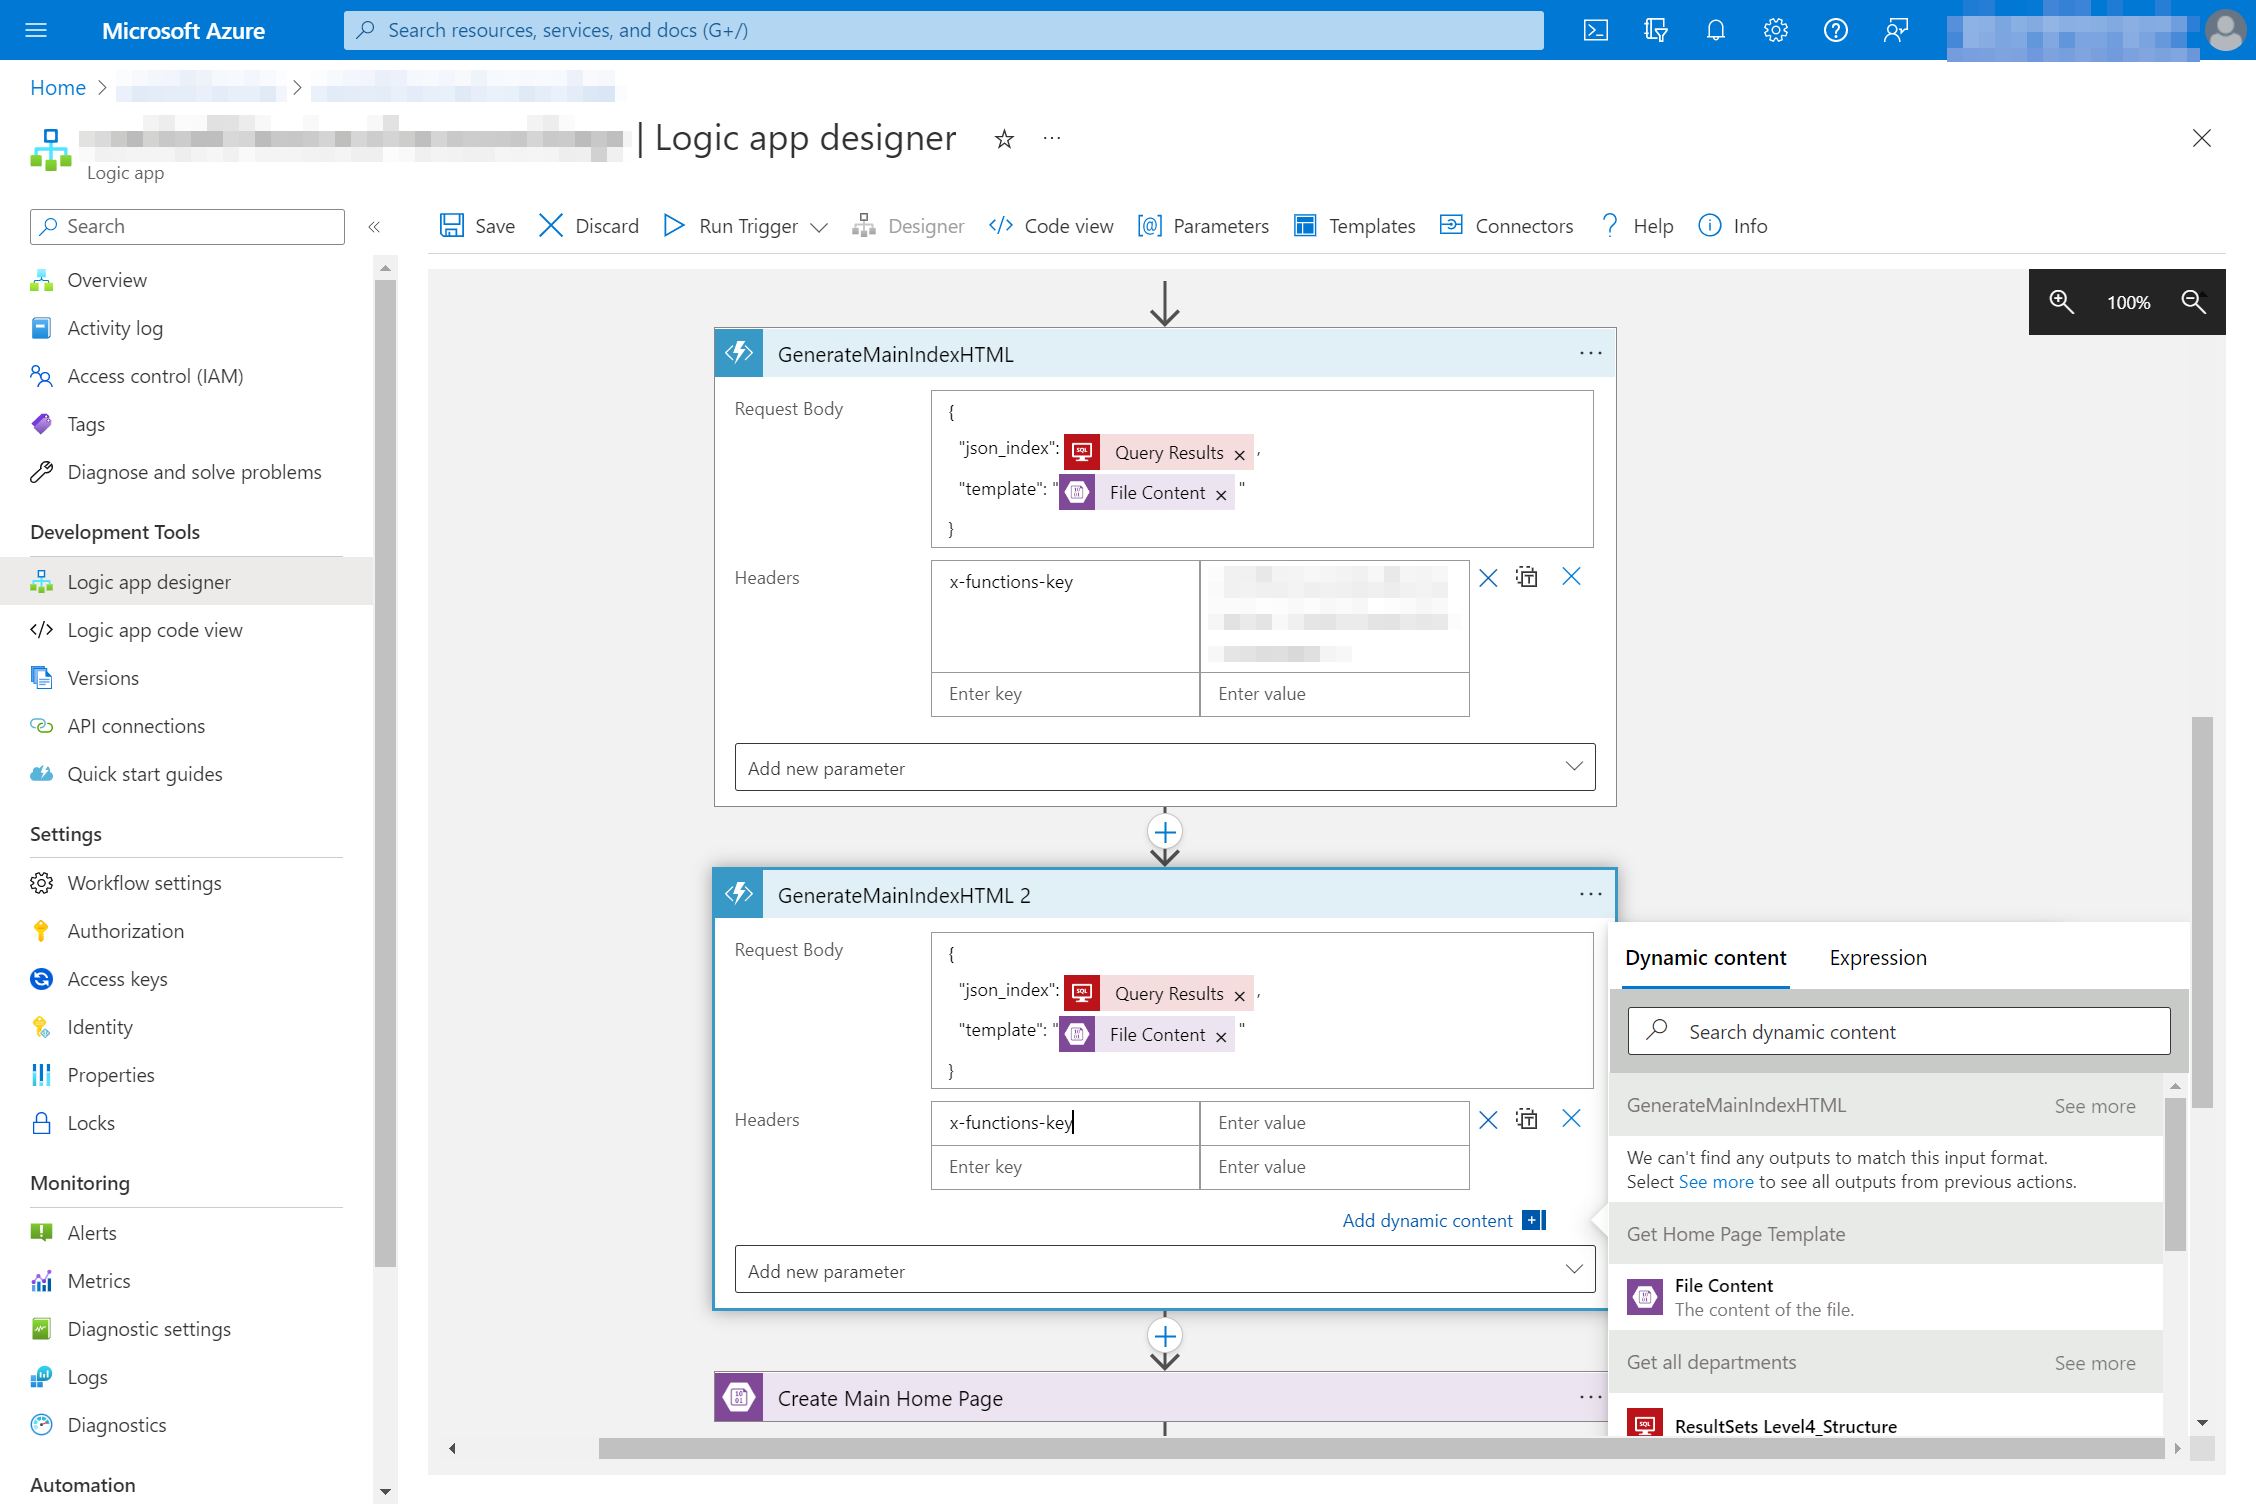 Microsoft Azure
Search resources, services, and docs (G+/)
Home
| Logic app designer
Logic app
Search
Save
Discard
Run Trigger
Designer
Code view
Parameters
Templates
Connectors
Help
Info
Overview
Activity log
Access control (IAM)
Tags
Diagnose and solve problems
Development Tools
Logic app designer
Logic app code view
Versions
API connections
Quick start guides
Settings
Workflow settings
Authorization
Access keys
Identity
Properties
Locks
Monitoring
Alerts
Metrics
Diagnostic settings
Logs
Diagnostics
Automation
100%
GenerateMainIndexHTML
Request Body
{
"json_index": Query Results ,
"template": " File Content "
}
Headers
x-functions-key
Enter key
Enter value
Add new parameter
GenerateMainIndexHTML 2
Request Body
{
"json_index": Query Results ,
"template": " File Content "
}
Headers
x-functions-key
Enter value
Enter key
Enter value
Add dynamic content
Add new parameter
Create Main Home Page
Dynamic content
Expression
Search dynamic content
GenerateMainIndexHTML
See more
We can't find any outputs to match this input format.
Select See more to see all outputs from previous actions.
Get Home Page Template
File Content
The content of the file.
Get all departments
See more
ResultSets Level4_Structure